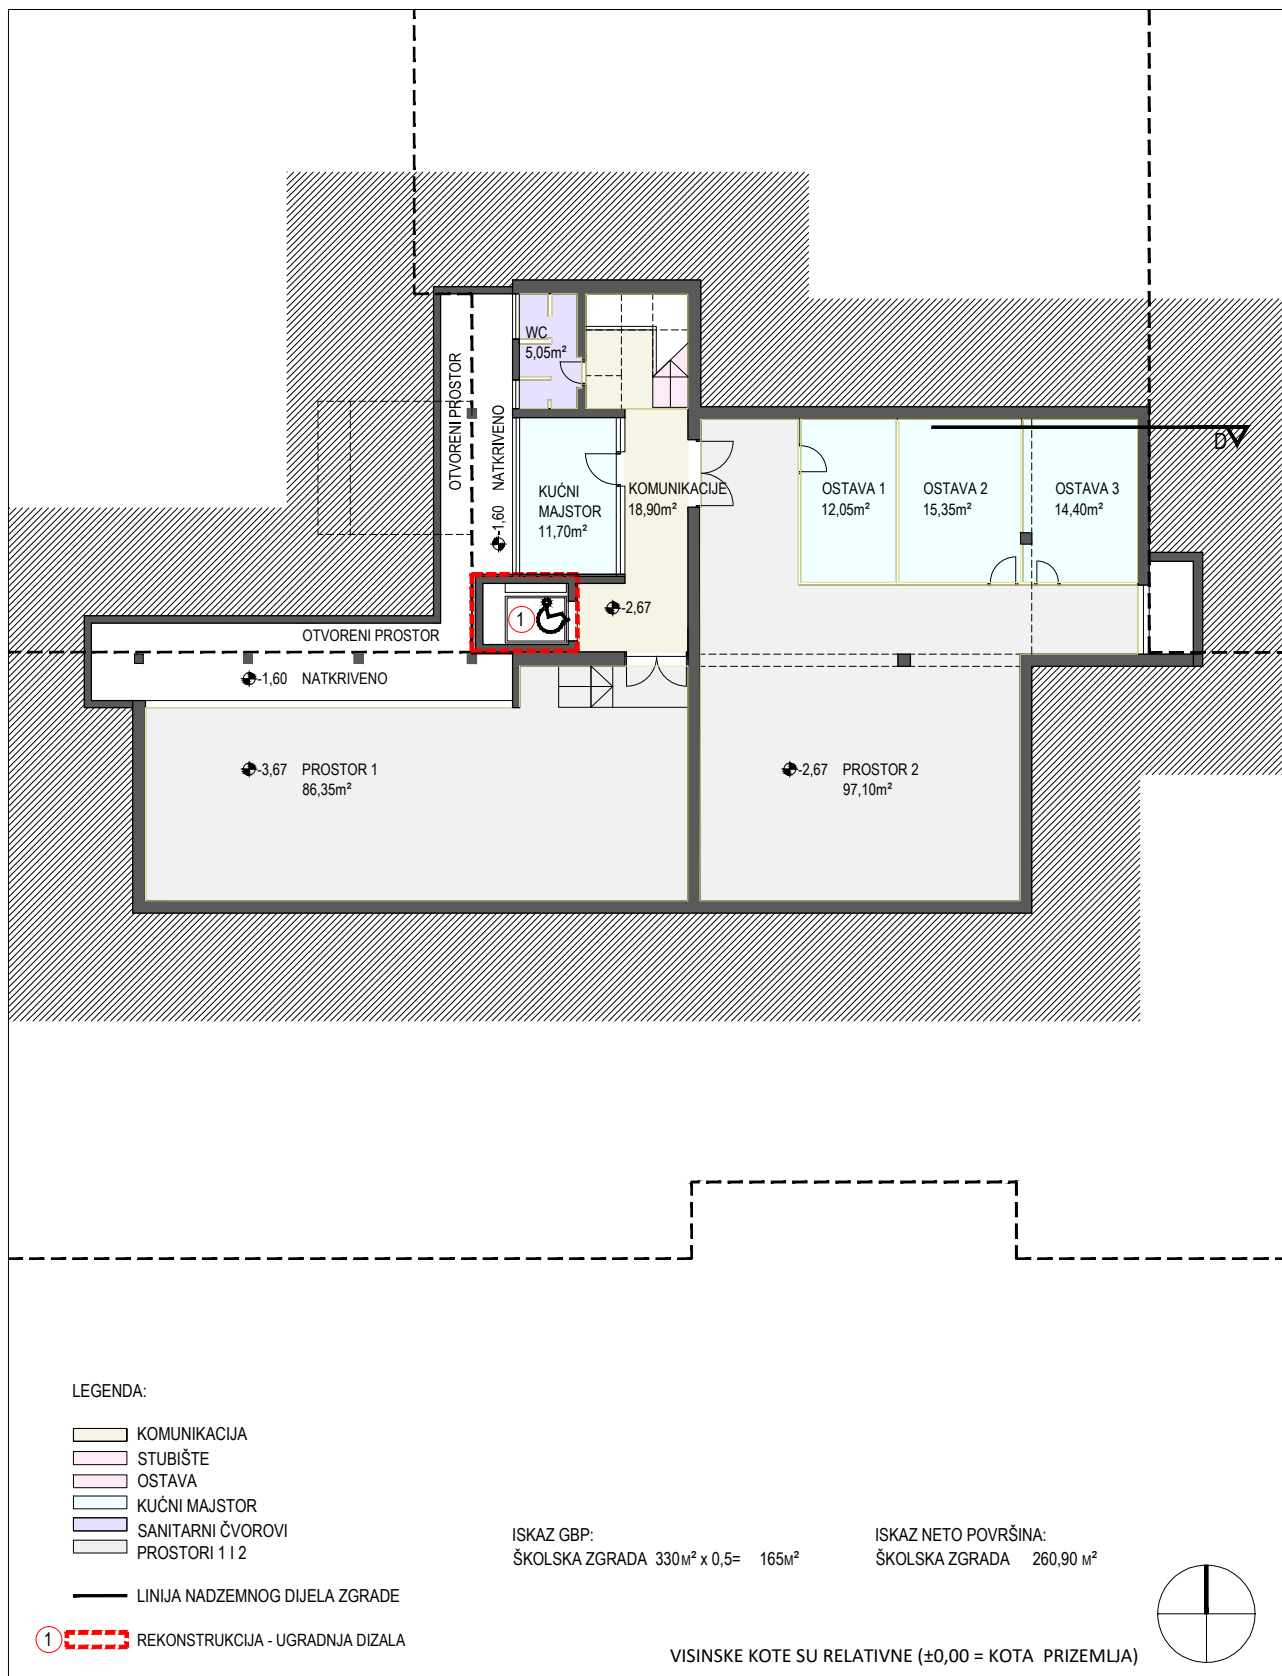 WC
5,05m²
OTVORENI PROSTOR
NATKRIVENO
-1,60
KUĆNI
MAJSTOR
11,70m²
KOMUNIKACIJE
18,90m²
OSTAVA 1
12,05m²
OSTAVA 2
15,35m²
OSTAVA 3
14,40m²
D
1
-2,67
OTVORENI PROSTOR
-1,60 NATKRIVENO
-3,67 PROSTOR 1
86,35m²
-2,67 PROSTOR 2
97,10m²
LEGENDA:
KOMUNIKACIJA
STUBIŠTE
OSTAVA
KUĆNI MAJSTOR
SANITARNI ČVOROVI
PROSTORI 1 I 2
LINIJA NADZEMNOG DIJELA ZGRADE
1 REKONSTRUKCIJA - UGRADNJA DIZALA
ISKAZ GBP:
ŠKOLSKA ZGRADA 330M² x 0,5= 165M²
ISKAZ NETO POVRŠINA:
ŠKOLSKA ZGRADA 260,90 M²
VISINSKE KOTE SU RELATIVNE (±0,00 = KOTA PRIZEMLJA)